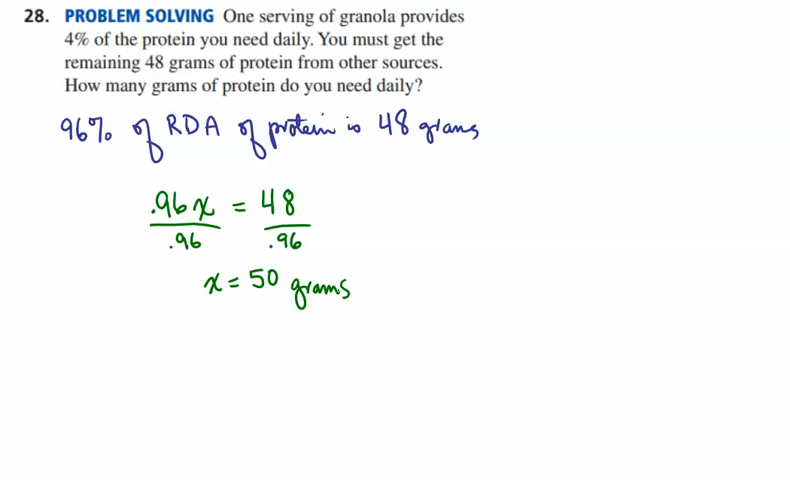 28. PROBLEM SOLVING One serving of granola provides
4% of the protein you need daily. You must get the
remaining 48 grams of protein from other sources.
How many grams of protein do you need daily?
96% of RDA of protein is 48 grams
.96x = 48
.96 .96
x = 50 grams